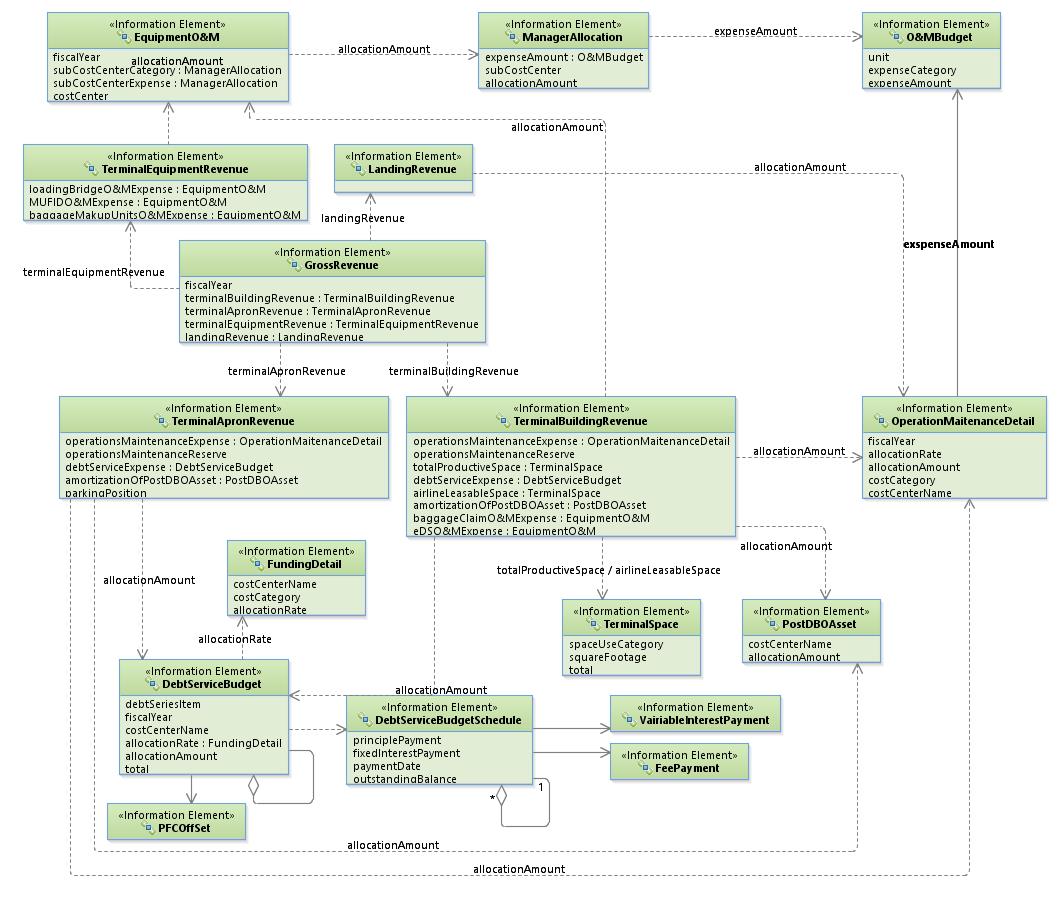 «Information Element»
EquipmentO&M
fiscalYear
allocationAmount
subCostCenterCategory : ManagerAllocation
subCostCenterExpense : ManagerAllocation
costCenter
allocationAmount
«Information Element»
ManagerAllocation
expenseAmount : O&MBudget
subCostCenter
allocationAmount
expenseAmount
«Information Element»
O&MBudget
unit
expenseCategory
expenseAmount
allocationAmount
«Information Element»
TerminalEquipmentRevenue
loadingBridgeO&MExpense : EquipmentO&M
MUFIDO&MExpense : EquipmentO&M
baggageMakupUnitsO&MExpense : EquipmentO&M
«Information Element»
LandingRevenue
allocationAmount
landingRevenue
exspenseAmount
terminalEquipmentRevenue
«Information Element»
GrossRevenue
fiscalYear
terminalBuildingRevenue : TerminalBuildingRevenue
terminalApronRevenue : TerminalApronRevenue
terminalEquipmentRevenue : TerminalEquipmentRevenue
landingRevenue : LandingRevenue
terminalApronRevenue
terminalBuildingRevenue
«Information Element»
TerminalApronRevenue
operationsMaintenanceExpense : OperationMaitenanceDetail
operationsMaintenanceReserve
debtServiceExpense : DebtServiceBudget
amortizationOfPostDBOAsset : PostDBOAsset
parkingPosition
«Information Element»
TerminalBuildingRevenue
operationsMaintenanceExpense : OperationMaitenanceDetail
operationsMaintenanceReserve
totalProductiveSpace : TerminalSpace
debtServiceExpense : DebtServiceBudget
airlineLeasableSpace : TerminalSpace
amortizationOfPostDBOAsset : PostDBOAsset
baggageClaimO&MExpense : EquipmentO&M
eDSO&MExpense : EquipmentO&M
allocationAmount
«Information Element»
OperationMaitenanceDetail
fiscalYear
allocationRate
allocationAmount
costCategory
costCenterName
allocationAmount
«Information Element»
FundingDetail
costCenterName
costCategory
allocationRate
allocationRate
totalProductiveSpace / airlineLeasableSpace
allocationAmount
«Information Element»
TerminalSpace
spaceUseCategory
squareFootage
total
«Information Element»
PostDBOAsset
costCenterName
allocationAmount
«Information Element»
DebtServiceBudget
debtSeriesItem
fiscalYear
costCenterName
allocationRate : FundingDetail
allocationAmount
total
allocationAmount
«Information Element»
DebtServiceBudgetSchedule
principlePayment
fixedInterestPayment
paymentDate
outstandingBalance
1
*
«Information Element»
VairiableInterestPayment
«Information Element»
FeePayment
«Information Element»
PFCOffSet
allocationAmount
allocationAmount